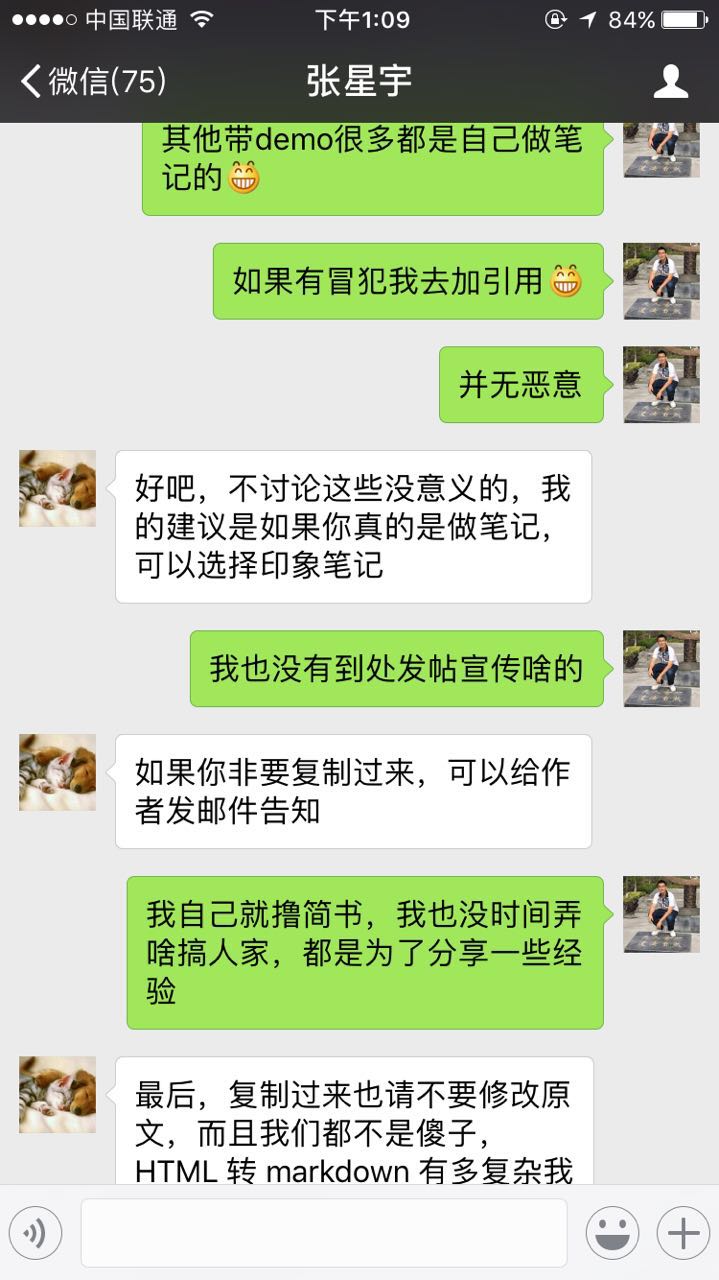 中国联通 下午1:09 84%
微信(75) 张星宇
其他带demo很多都是自己做笔
记的😁
如果有冒犯我去加引用😁
并无恶意
好吧，不讨论这些没意义的，我
的建议是如果你真的是做笔记，
可以选择印象笔记
我也没有到处发帖宣传啥的
如果你非要复制过来，可以给作
者发邮件告知
我自己就撸简书，我也没时间弄
啥搞人家，都是为了分享一些经
验
最后，复制过来也请不要修改原
文，而且我们都不是傻子，
HTML 转 markdown 有多复杂我